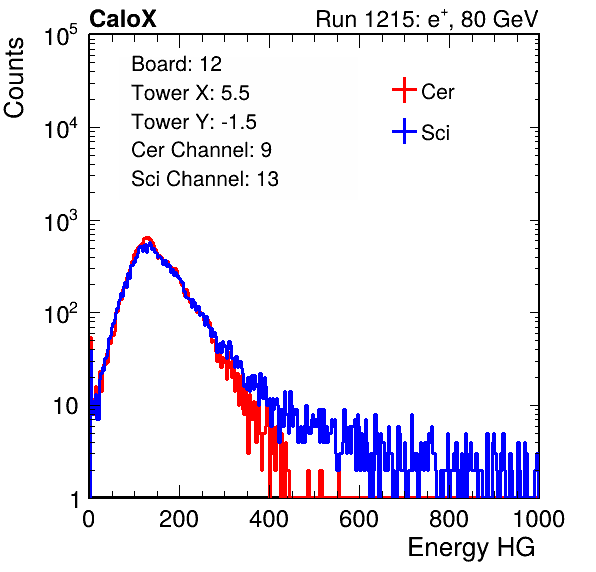 CaloX Run 1215: e⁺, 80 GeV
Counts
10⁵
10⁴
10³
10²
10
1
Board: 12
Tower X: 5.5
Tower Y: -1.5
Cer Channel: 9
Sci Channel: 13
Cer
Sci
0 200 400 600 800 1000
Energy HG